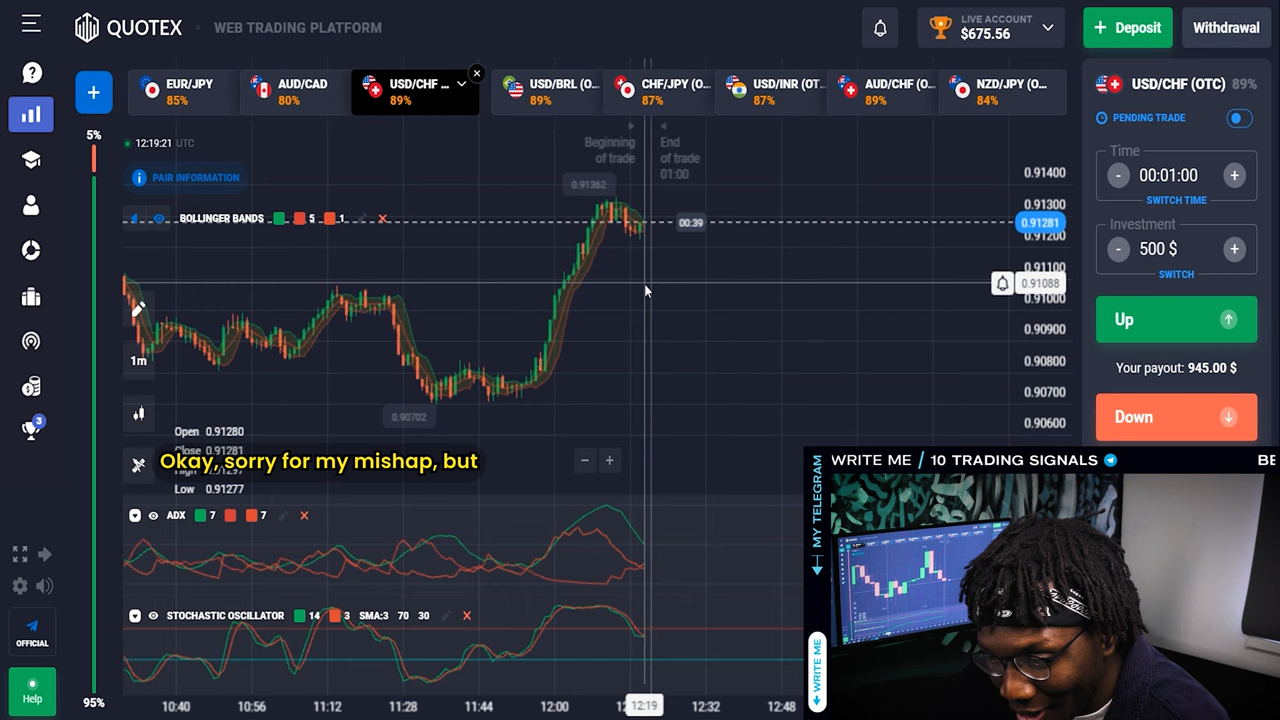 QUOTEX
WEB TRADING PLATFORM
LIVE ACCOUNT
$675.56
+ Deposit
Withdrawal
EUR/JPY
85%
AUD/CAD
80%
USD/CHF ...
89%
USD/BRL (O...
89%
CHF/JPY (O...
87%
USD/INR (OT...
87%
AUD/CHF (O...
89%
NZD/JPY (O...
84%
USD/CHF (OTC) 89%
PENDING TRADE
5%
12:19:21 UTC
Beginning
of trade
End
of trade
01:00
PAIR INFORMATION
0.91362
BOLLINGER BANDS 5 1
00:39
0.91400
0.91300
0.91281
0.91200
0.91100
0.91088
0.91000
0.90900
0.90800
0.90700
0.90600
Time
- 00:01:00 +
SWITCH TIME
Investment
- 500 $ +
SWITCH
Up
Your payout: 945.00 $
Down
1m
0.90702
Open 0.91280
Close 0.91281
Okay, sorry for my mishap, but
Low 0.91277
- +
ADX 7 7
STOCHASTIC OSCILLATOR 14 3 SMA:3 70 30
3
OFFICIAL
Help
95%
10:40 10:56 11:12 11:28 11:44 12:00 12:19 12:32 12:48
WRITE ME / 10 TRADING SIGNALS
BE
MY TELEGRAM
WRITE ME